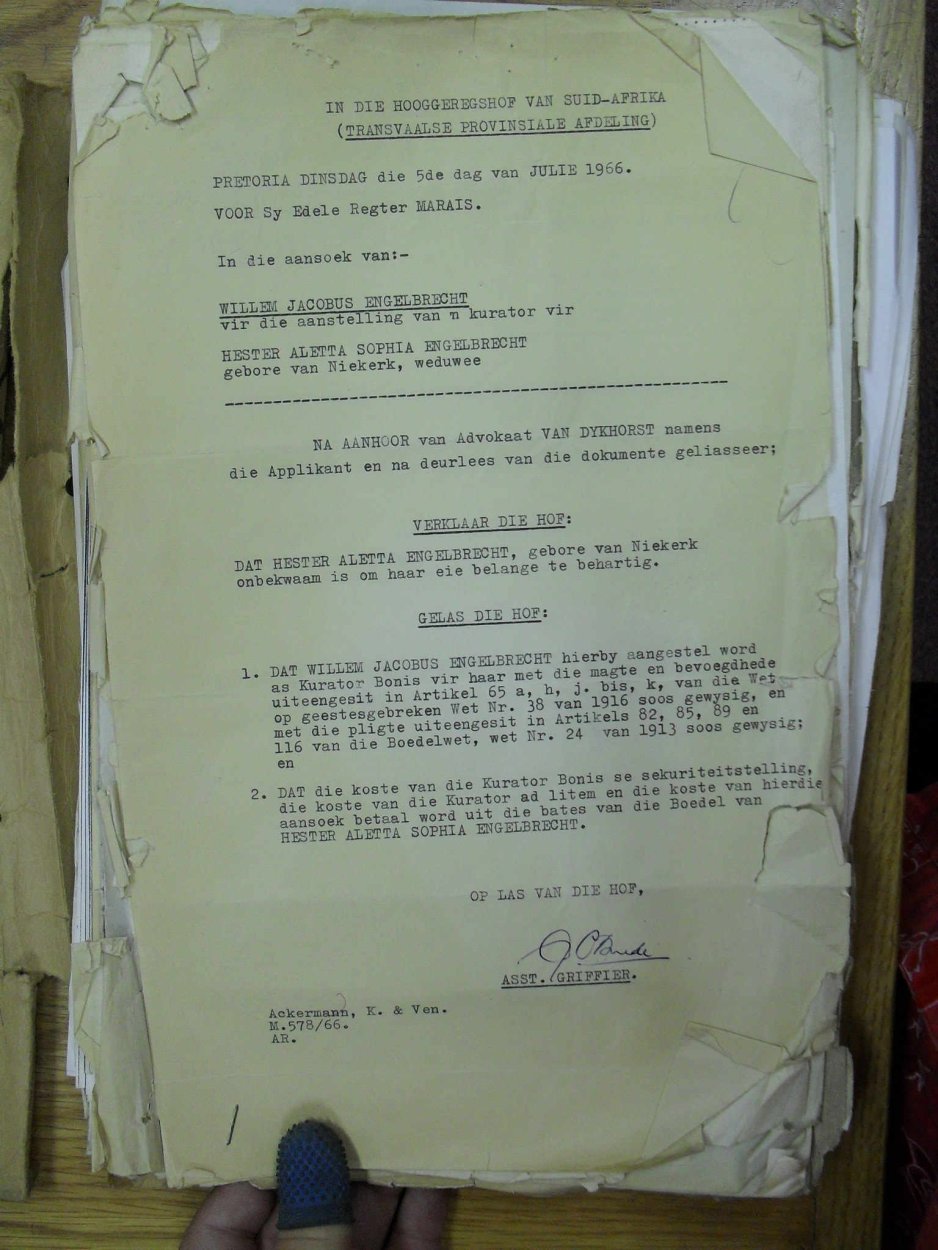 IN DIE HOOGGEREGSHOF VAN SUID-AFRIKA
(TRANSVAALSE PROVINSIALE AFDELING)
PRETORIA DINSDAG die 5de dag van JULIE 1966.
VOOR Sy Edele Regter MARAIS.
In die aansoek van:-
WILLEM JACOBUS ENGELBRECHT
vir die aanstelling van 'n kurator vir
HESTER ALETTA SOPHIA ENGELBRECHT
gebore van Niekerk, weduwee
NA AANHOOR van Advokaat VAN DYKHORST namens
die Applikant en na deurlees van die dokumente geliasseer;
VERKLAAR DIE HOF:
DAT HESTER ALETTA ENGELBRECHT, gebore van Niekerk
onbekwaam is om haar eie belange te behartig.
GELAS DIE HOF:
1. DAT WILLEM JACOBUS ENGELBRECHT hierby aangestel word
as Kurator Bonis vir haar met die magte en bevoegdhede
uiteengesit in Artikel 65 a, h, j. bis, k, van die Wet
op geestesgebreken Wet Nr. 38 van 1916 soos gewysig, en
met die pligte uiteengesit in Artikels 82, 85, 89 en
116 van die Boedelwet, wet Nr. 24 van 1913 soos gewysig;
en
2. DAT die koste van die Kurator Bonis se sekuriteitstelling,
die koste van die Kurator ad litem en die koste van hierdie
aansoek betaal word uit die bates van die Boedel van
HESTER ALETTA SOPHIA ENGELBRECHT.
OP LAS VAN DIE HOF,
ASST. GRIFFIER.
Ackermann, K. & Ven.
M.578/66.
AR.